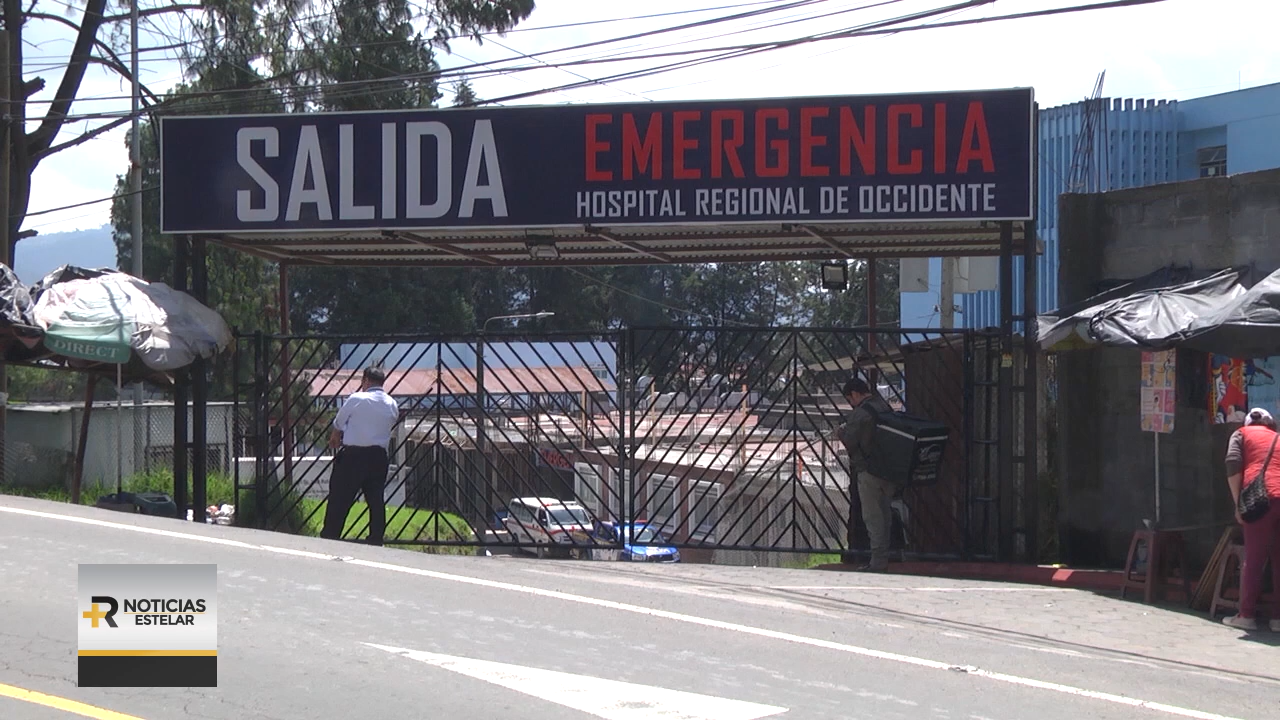 SALIDA
EMERGENCIA
HOSPITAL REGIONAL DE OCCIDENTE
DIRECT
+R NOTICIAS
ESTELAR